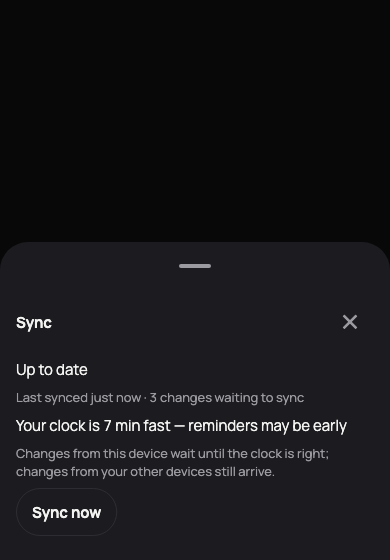 Sync
Up to date
Last synced just now · 3 changes waiting to sync
Your clock is 7 min fast — reminders may be early
Changes from this device wait until the clock is right;
changes from your other devices still arrive.
Sync now